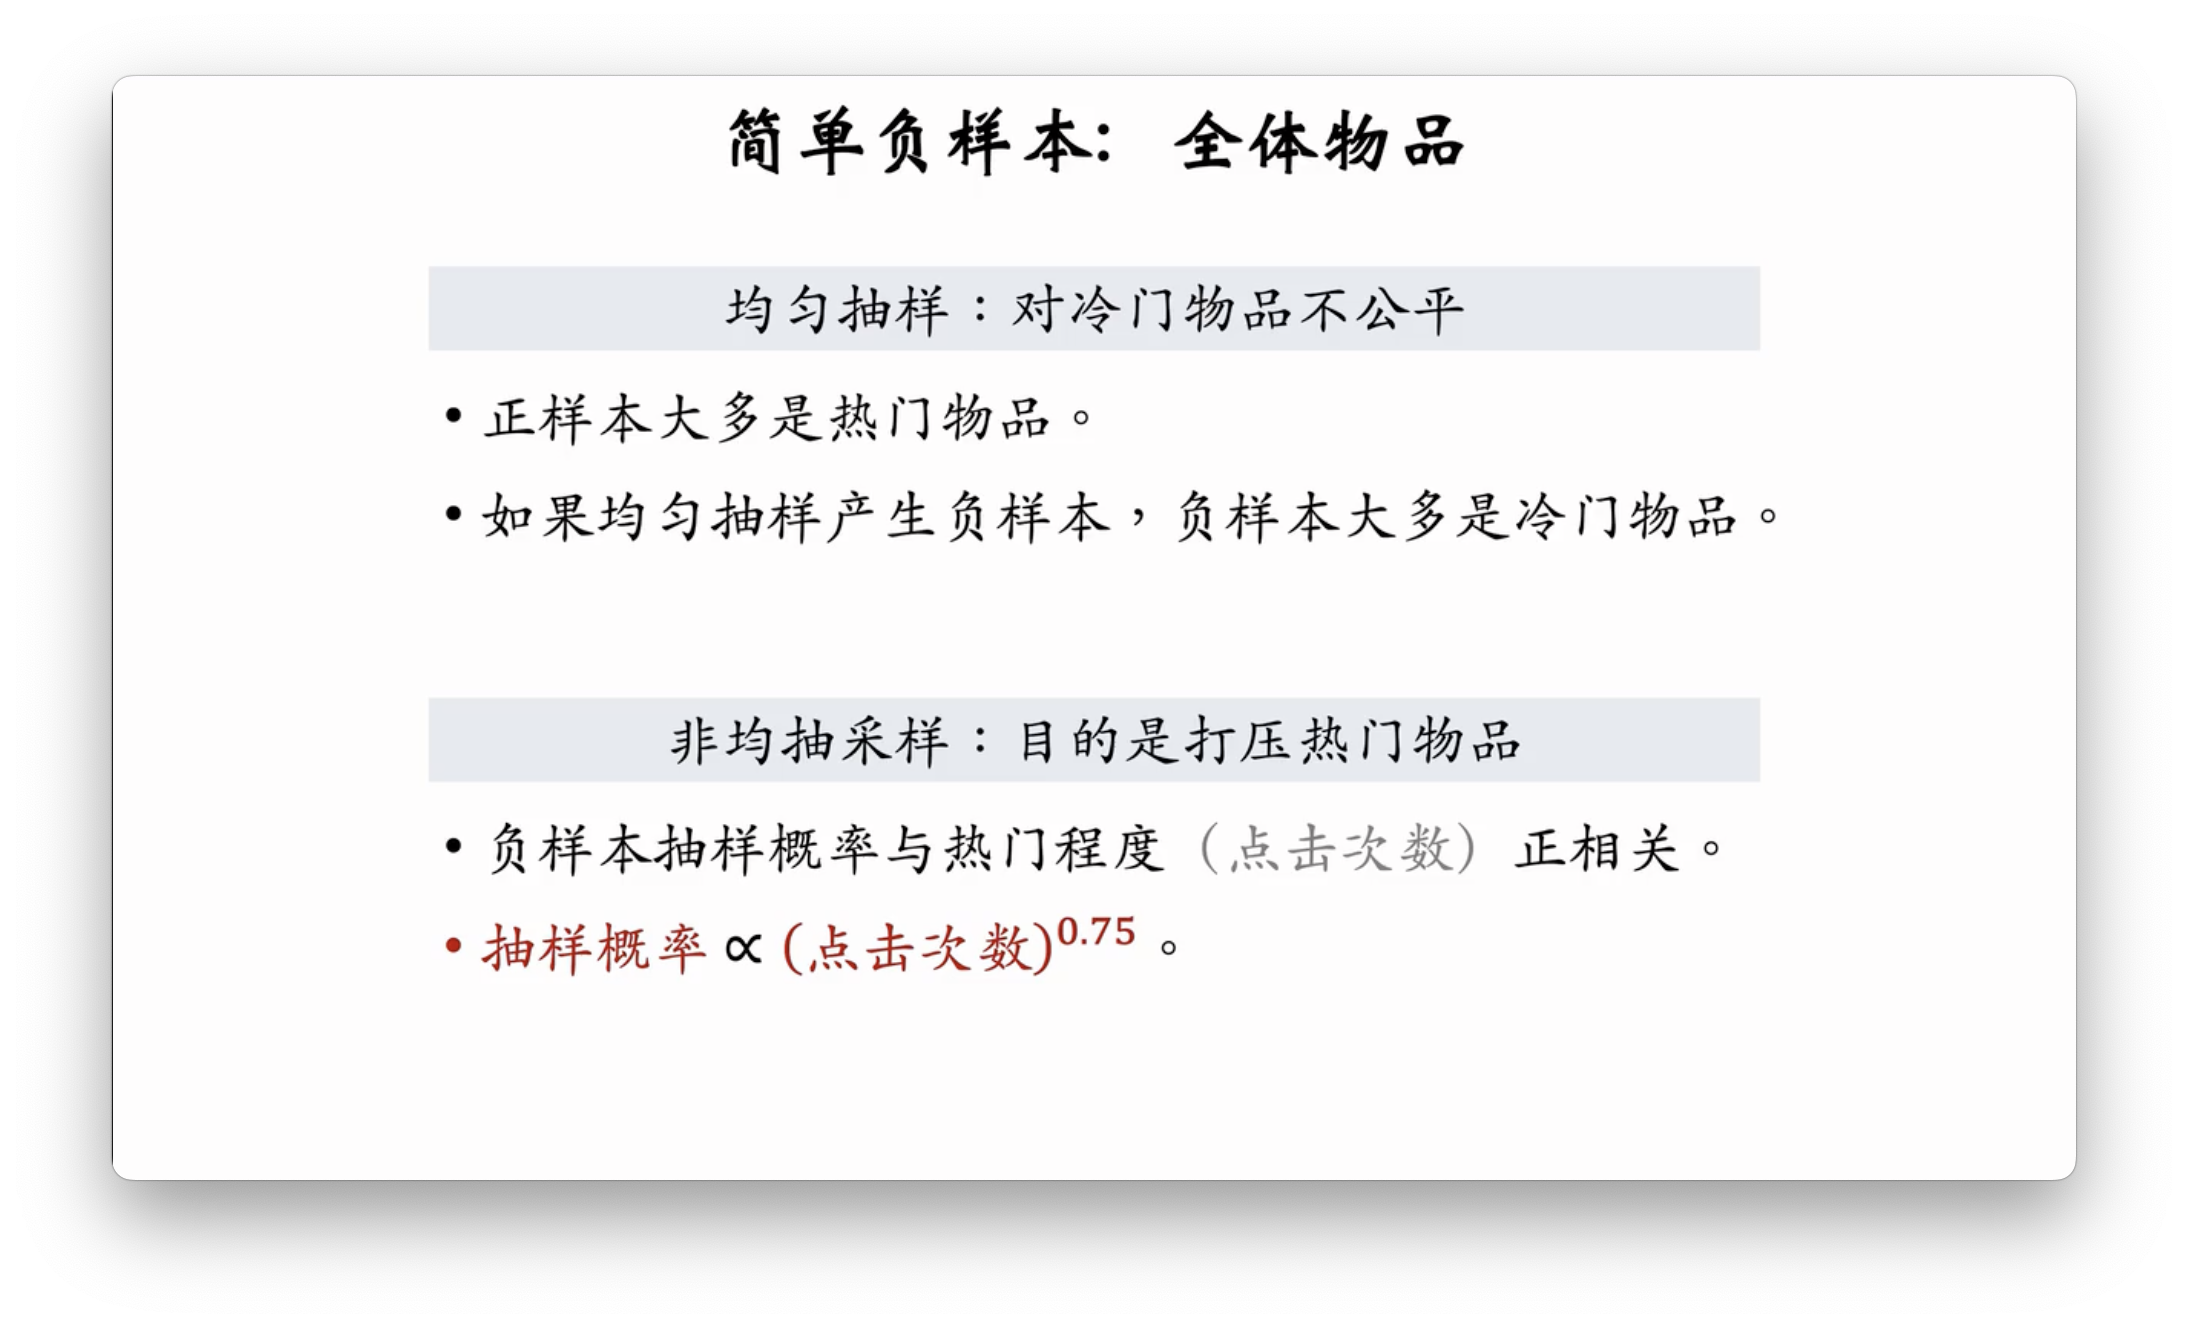 简单负样本：全体物品
均匀抽样：对冷门物品不公平
• 正样本大多是热门物品。
• 如果均匀抽样产生负样本，负样本大多是冷门物品。
非均抽采样：目的是打压热门物品
• 负样本抽样概率与热门程度（点击次数）正相关。
• 抽样概率 ∝ (点击次数)^0.75 。